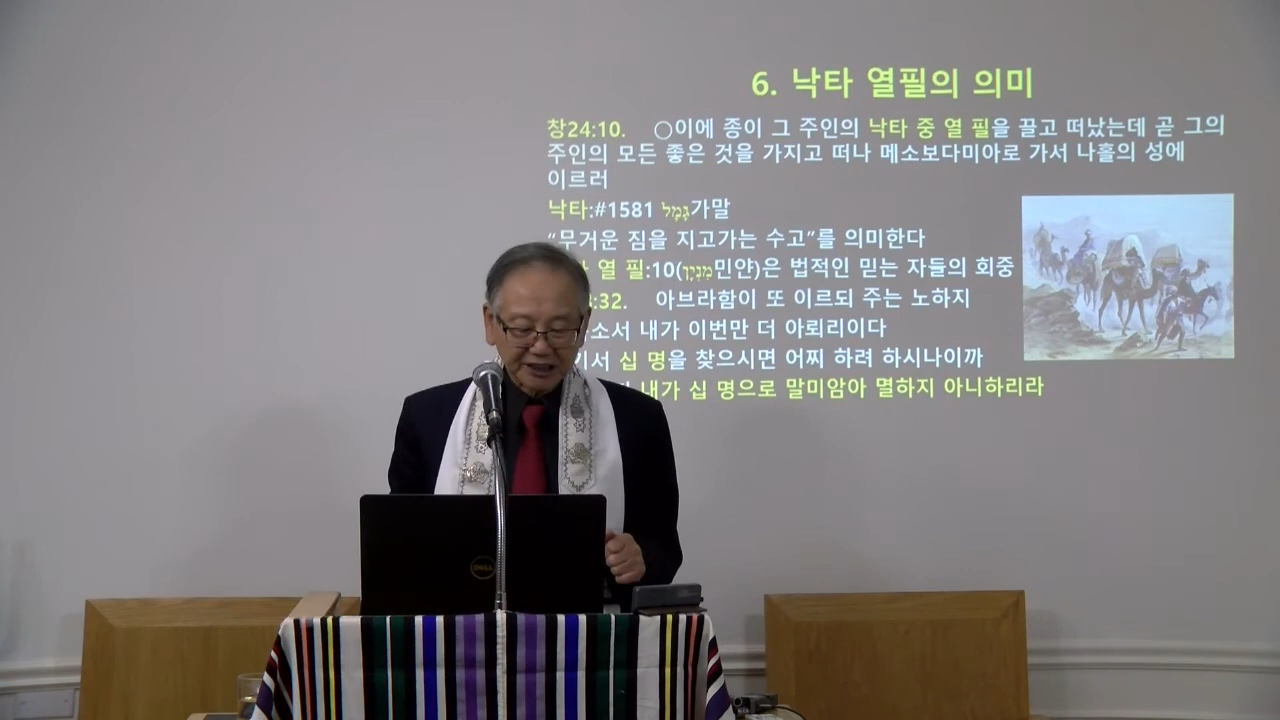 6. 낙타 열필의 의미
창24:10. ○이에 종이 그 주인의 낙타 중 열 필을 끌고 떠났는데 곧 그의
주인의 모든 좋은 것을 가지고 떠나 메소보다미아로 가서 나홀의 성에
이르러
낙타:#1581 גָּמָל가말
“무거운 짐을 지고가는 수고”를 의미한다
열 필:10(מִנְיָן민얀)은 법적인 믿는 자들의 회중
:32. 아브라함이 또 이르되 주는 노하지
소서 내가 이번만 더 아뢰리이다
서 십 명을 찾으시면 어찌 하려 하시나이까
내가 십 명으로 말미암아 멸하지 아니하리라
DELL